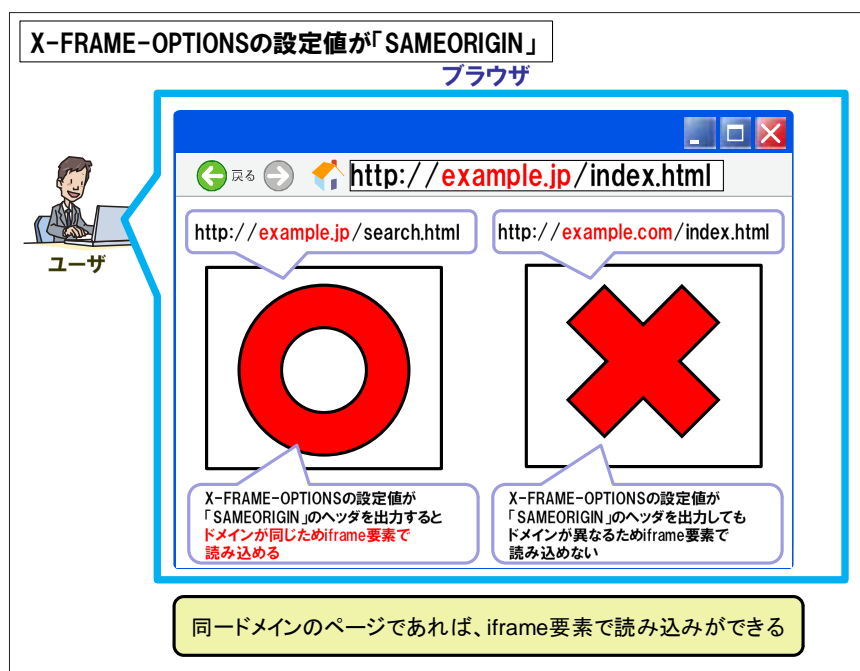 X-FRAME-OPTIONSの設定値が「SAMEORIGIN」
ブラウザ
戻る
http://example.jp/index.html
ユーザ
http://example.jp/search.html
http://example.com/index.html
X-FRAME-OPTIONSの設定値が
「SAMEORIGIN」のヘッダを出力すると
ドメインが同じためiframe要素で
読み込める
X-FRAME-OPTIONSの設定値が
「SAMEORIGIN」のヘッダを出力しても
ドメインが異なるためiframe要素で
読み込めない
同一ドメインのページであれば、iframe要素で読み込みができる